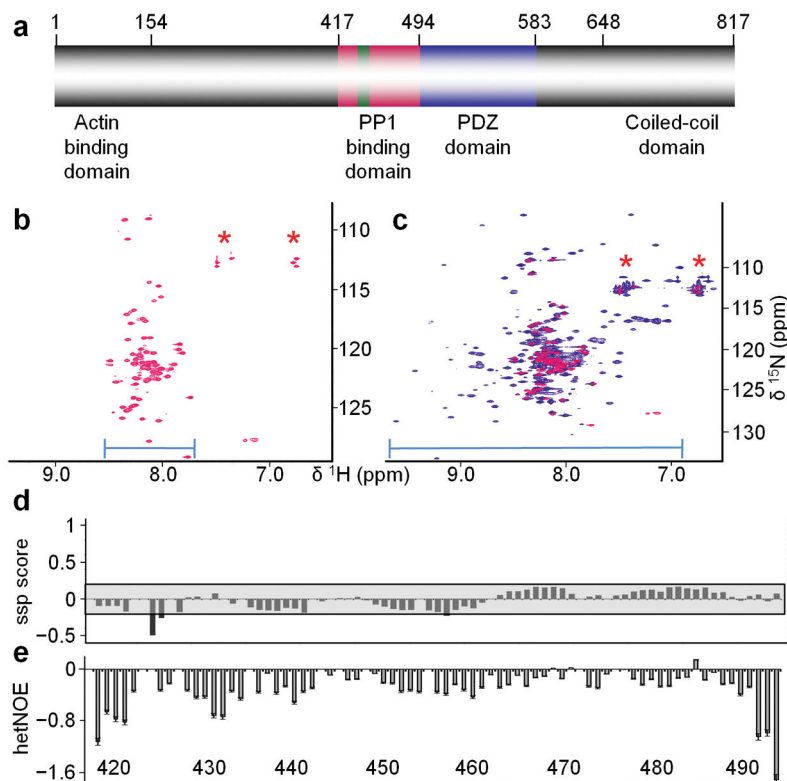 a
1 154 417 494 583 648 817
Actin binding domain
PP1 binding domain
PDZ domain
Coiled-coil domain
b
*
*
110
115
120
125
9.0 8.0 7.0
δ ¹H (ppm)
c
*
*
110
115
120
125
130
δ ¹⁵N (ppm)
9.0 8.0 7.0
d
ssp score
1
0.5
0
−0.5
e
hetNOE
0
−0.8
−1.6
420 430 440 450 460 470 480 490